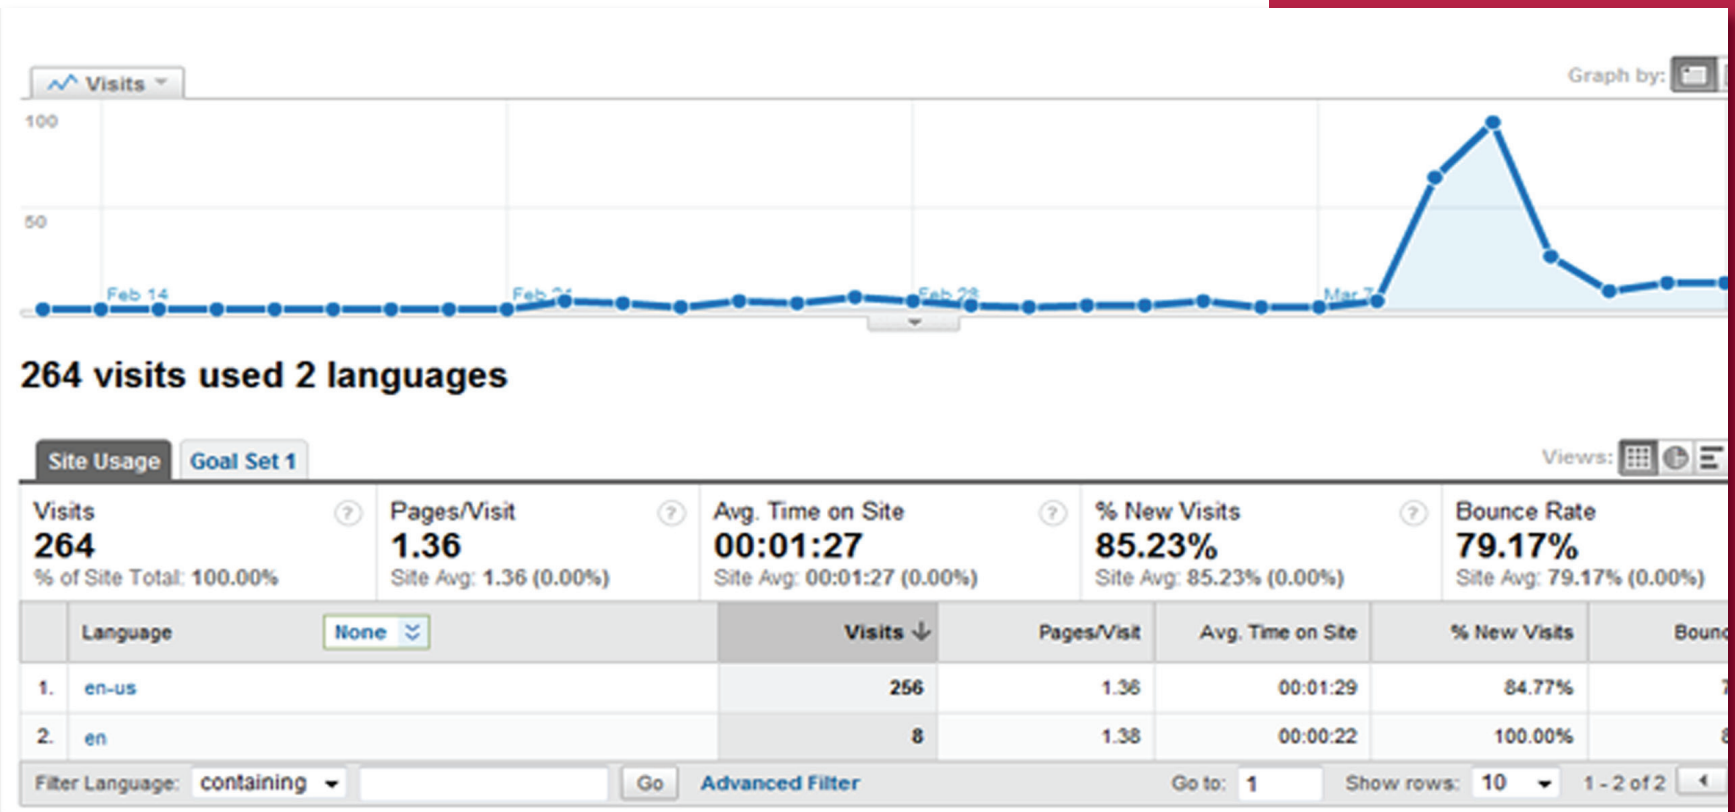 Visits
Graph by:
100
50
Feb 14
Feb 21
Feb 28
Mar 7
264 visits used 2 languages
Site Usage Goal Set 1 Views:
Visits ? Pages/Visit ? Avg. Time on Site ? % New Visits ? Bounce Rate
264 1.36 00:01:27 85.23% 79.17%
% of Site Total: 100.00% Site Avg: 1.36 (0.00%) Site Avg: 00:01:27 (0.00%) Site Avg: 85.23% (0.00%) Site Avg: 79.17% (0.00%)
Language None Visits Pages/Visit Avg. Time on Site % New Visits
1. en-us 256 1.36 00:01:29 84.77%
2. en 8 1.38 00:00:22 100.00%
Filter Language: containing Go Advanced Filter Go to: 1 Show rows: 10 1 - 2 of 2